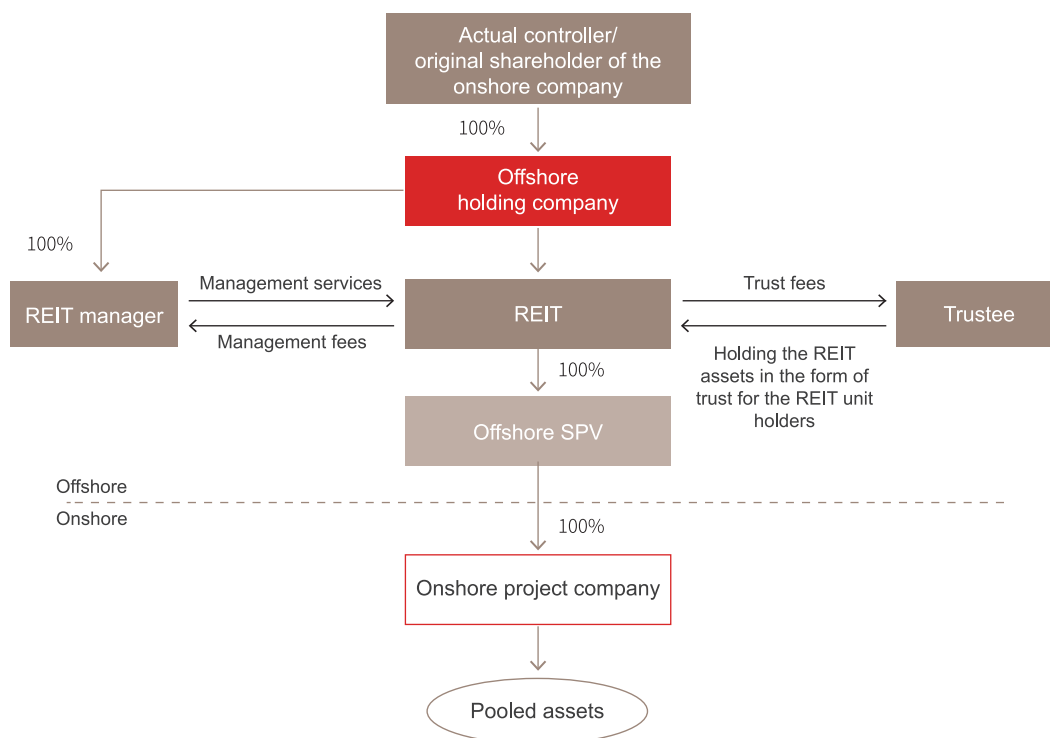 Actual controller/
original shareholder of the
onshore company
100%
Offshore
holding company
100%
REIT manager
Management services
Management fees
REIT
Trust fees
Holding the REIT
assets in the form of
trust for the REIT unit
holders
Trustee
100%
Offshore SPV
Offshore
Onshore
100%
Onshore project company
Pooled assets